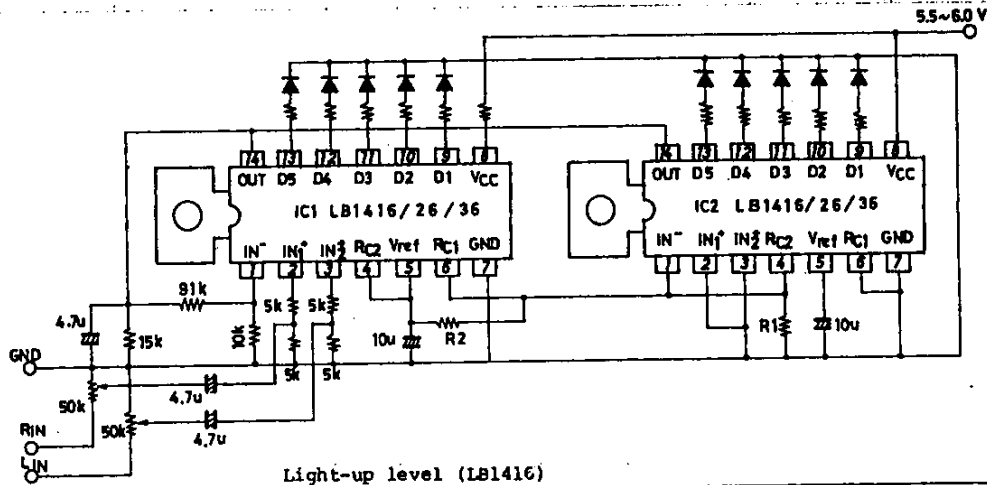 5.5~6.0 V
14 13 12 11 10 9 8
OUT D5 D4 D3 D2 D1 VCC
IC1 LB1416/26/36
IN⁻ IN₁⁺ IN₂⁺ RC2 Vref RC1 GND
1 2 3 4 5 6 7
14 13 12 11 10 9 8
OUT D5 D4 D3 D2 D1 VCC
IC2 LB1416/26/36
IN⁻ IN₁⁺ IN₂⁺ RC2 Vref RC1 GND
1 2 3 4 5 6 7
91k
5k
5k
4.7u
15k
10k
10u
R2
R1
10u
GND
5k
5k
50k
4.7u
RIN
50k
4.7u
LIN
Light-up level (LB1416)